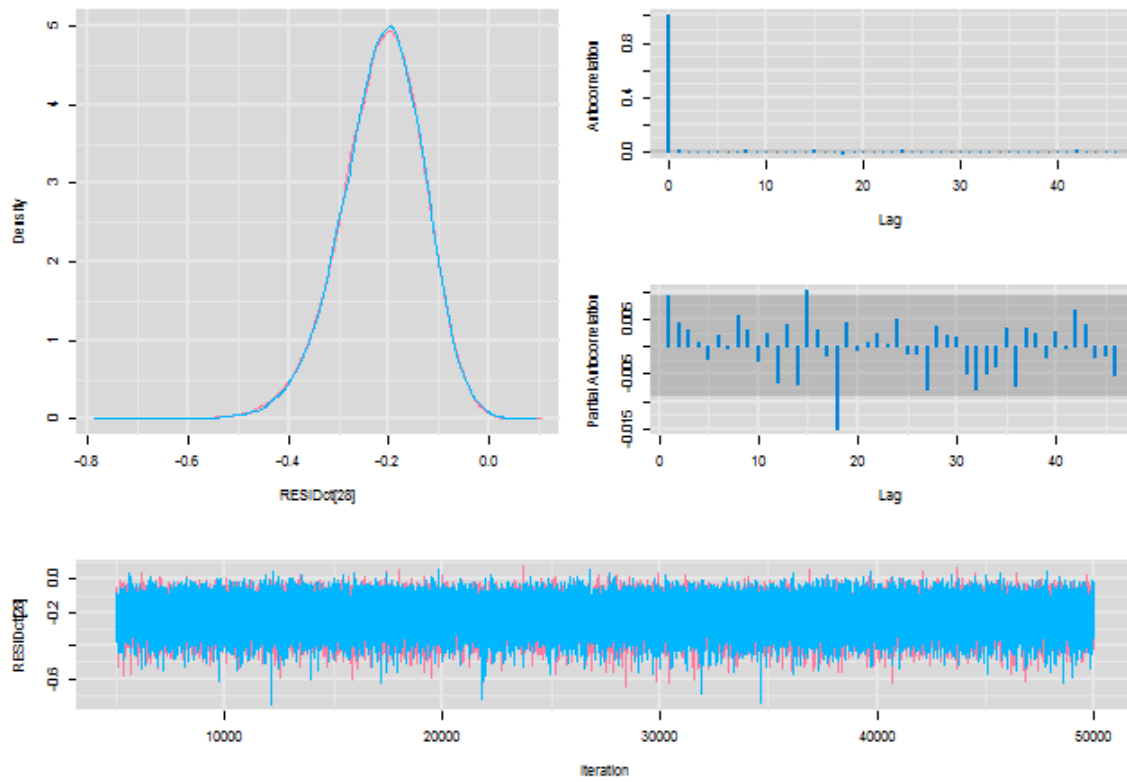 Density
5
4
3
2
1
0
-0.8 -0.6 -0.4 -0.2 0.0
RESIDct[28]
Autocorrelation
0.8
0.4
0.0
0 10 20 30 40
Lag
Partial Autocorrelation
0.005
-0.005
-0.015
0 10 20 30 40
Lag
RESIDct[28]
0.0
-0.2
-0.6
10000 20000 30000 40000 50000
Iteration